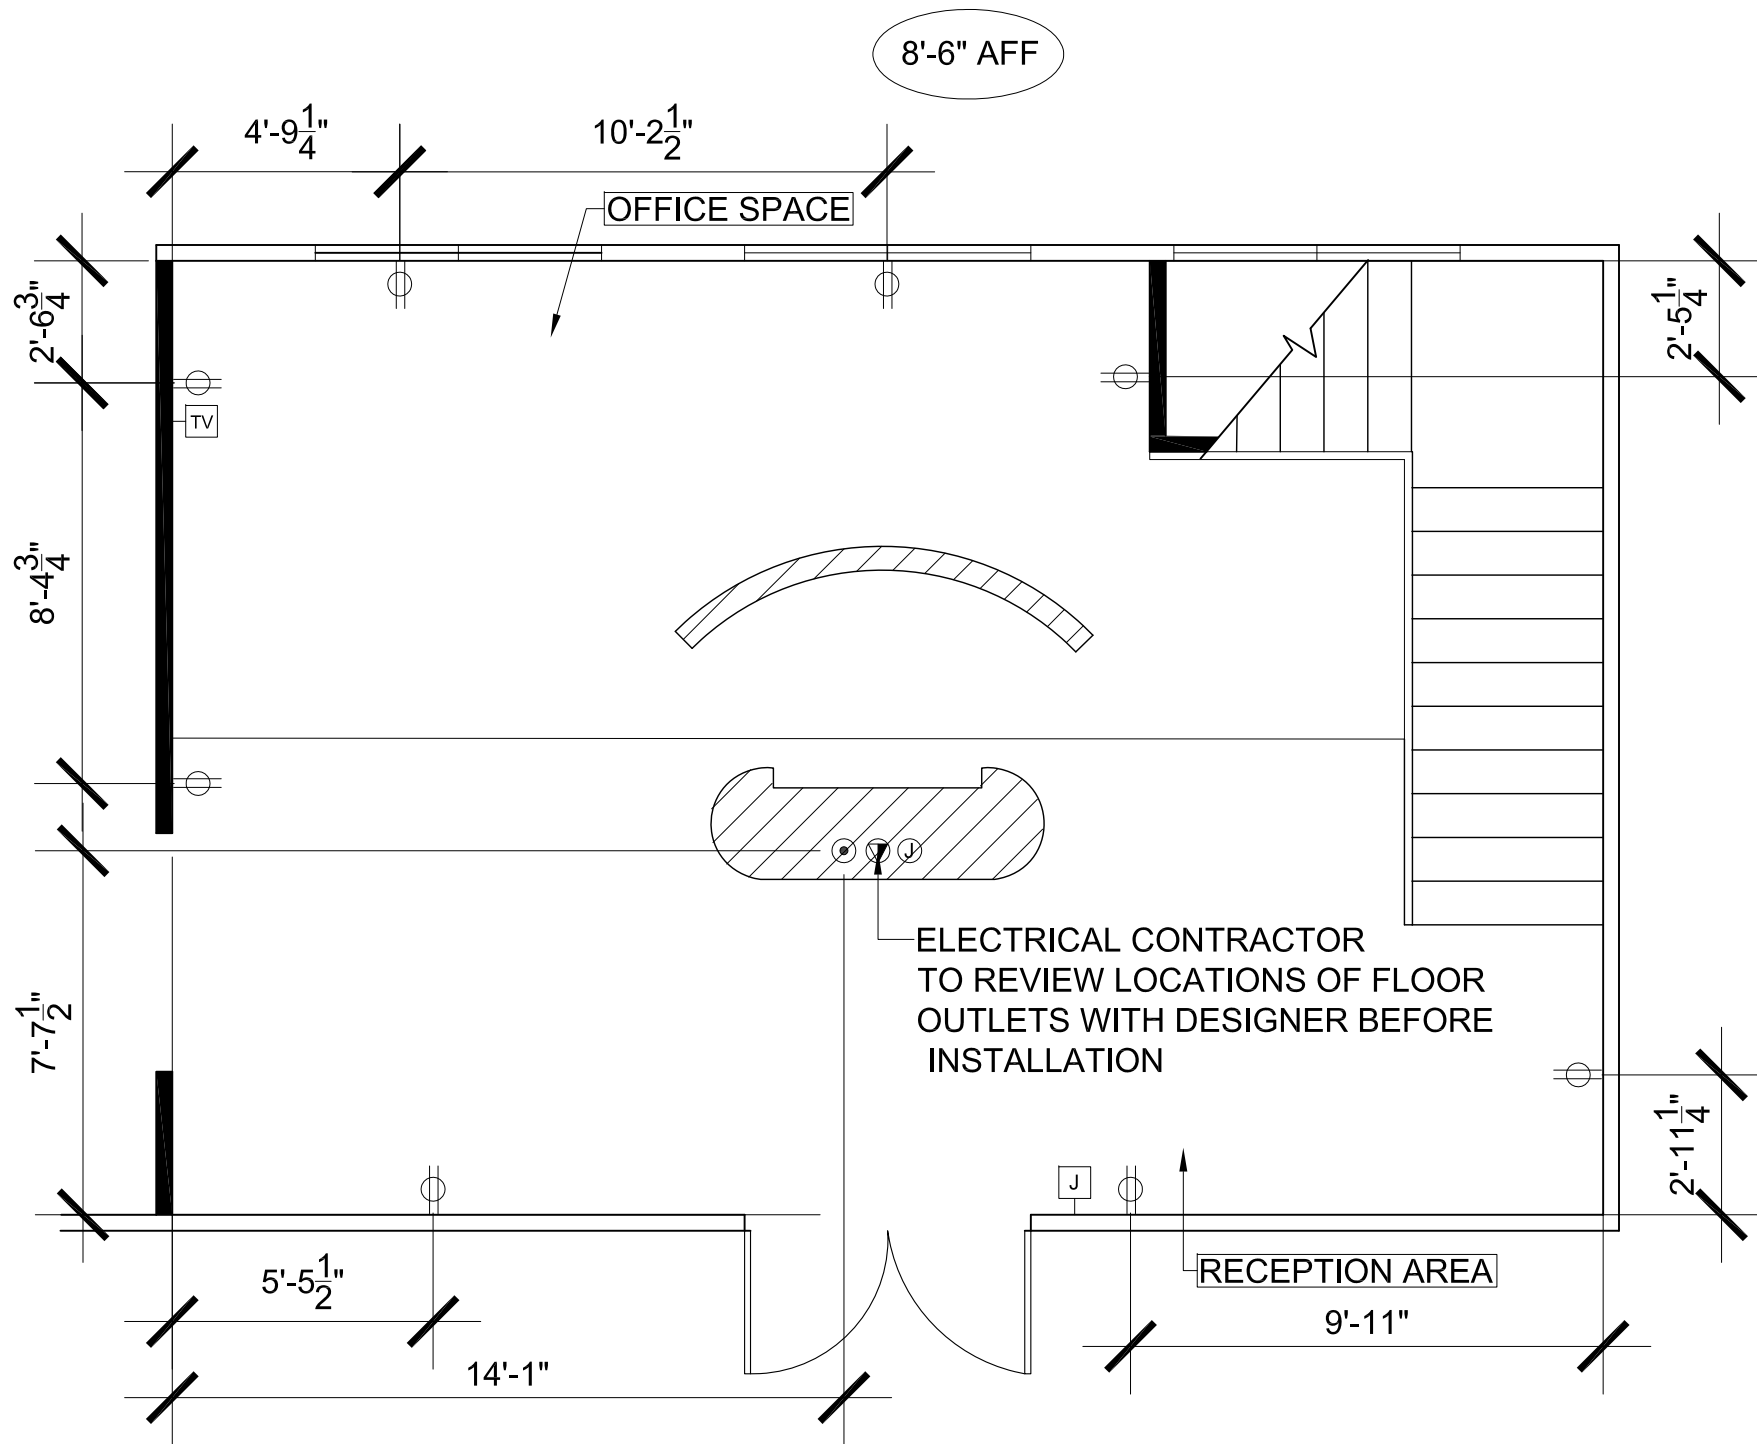 8'-6" AFF
4'-9 1/4"
10'-2 1/2"
OFFICE SPACE
2'-6 3/4"
2'-5 1/4"
TV
8'-4 3/4"
J
ELECTRICAL CONTRACTOR
TO REVIEW LOCATIONS OF FLOOR
OUTLETS WITH DESIGNER BEFORE
INSTALLATION
7'-7 1/2"
2'-11 1/4"
J
RECEPTION AREA
5'-5 1/2"
9'-11"
14'-1"